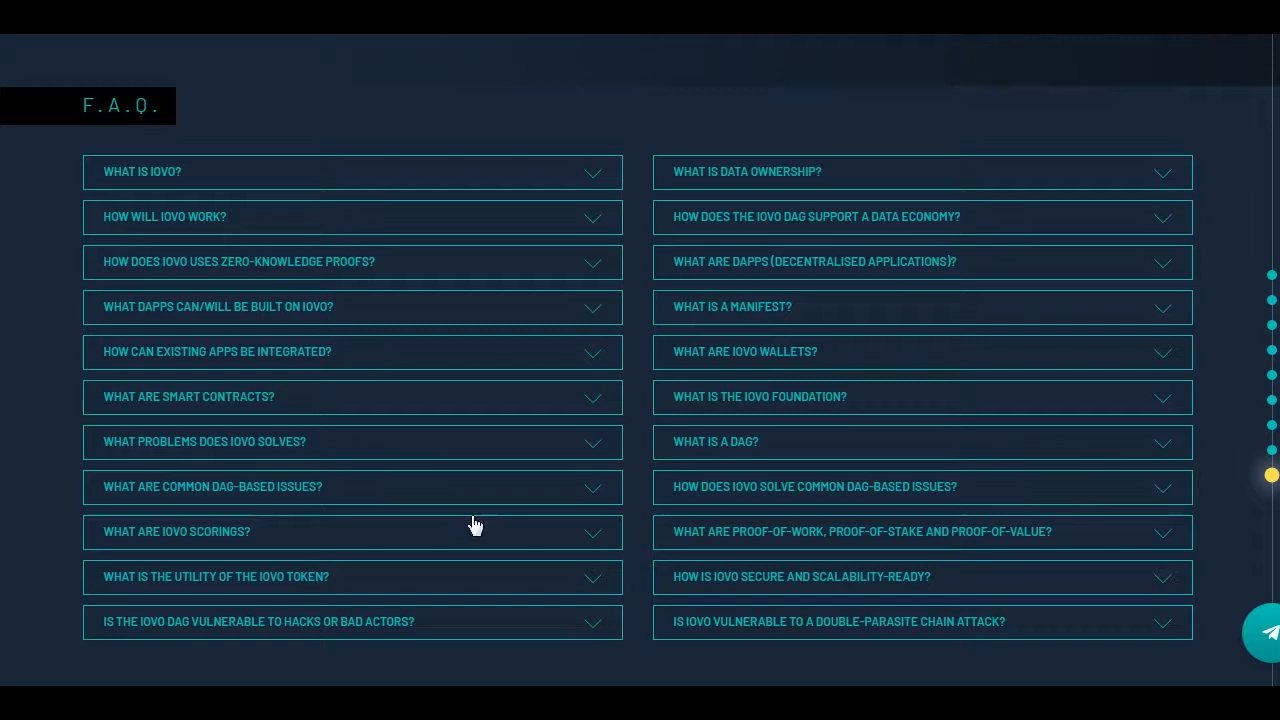 F.A.Q.
WHAT IS IOVO?
HOW WILL IOVO WORK?
HOW DOES IOVO USES ZERO-KNOWLEDGE PROOFS?
WHAT DAPPS CAN/WILL BE BUILT ON IOVO?
HOW CAN EXISTING APPS BE INTEGRATED?
WHAT ARE SMART CONTRACTS?
WHAT PROBLEMS DOES IOVO SOLVES?
WHAT ARE COMMON DAG-BASED ISSUES?
WHAT ARE IOVO SCORINGS?
WHAT IS THE UTILITY OF THE IOVO TOKEN?
IS THE IOVO DAG VULNERABLE TO HACKS OR BAD ACTORS?
WHAT IS DATA OWNERSHIP?
HOW DOES THE IOVO DAG SUPPORT A DATA ECONOMY?
WHAT ARE DAPPS (DECENTRALISED APPLICATIONS)?
WHAT IS A MANIFEST?
WHAT ARE IOVO WALLETS?
WHAT IS THE IOVO FOUNDATION?
WHAT IS A DAG?
HOW DOES IOVO SOLVE COMMON DAG-BASED ISSUES?
WHAT ARE PROOF-OF-WORK, PROOF-OF-STAKE AND PROOF-OF-VALUE?
HOW IS IOVO SECURE AND SCALABILITY-READY?
IS IOVO VULNERABLE TO A DOUBLE-PARASITE CHAIN ATTACK?